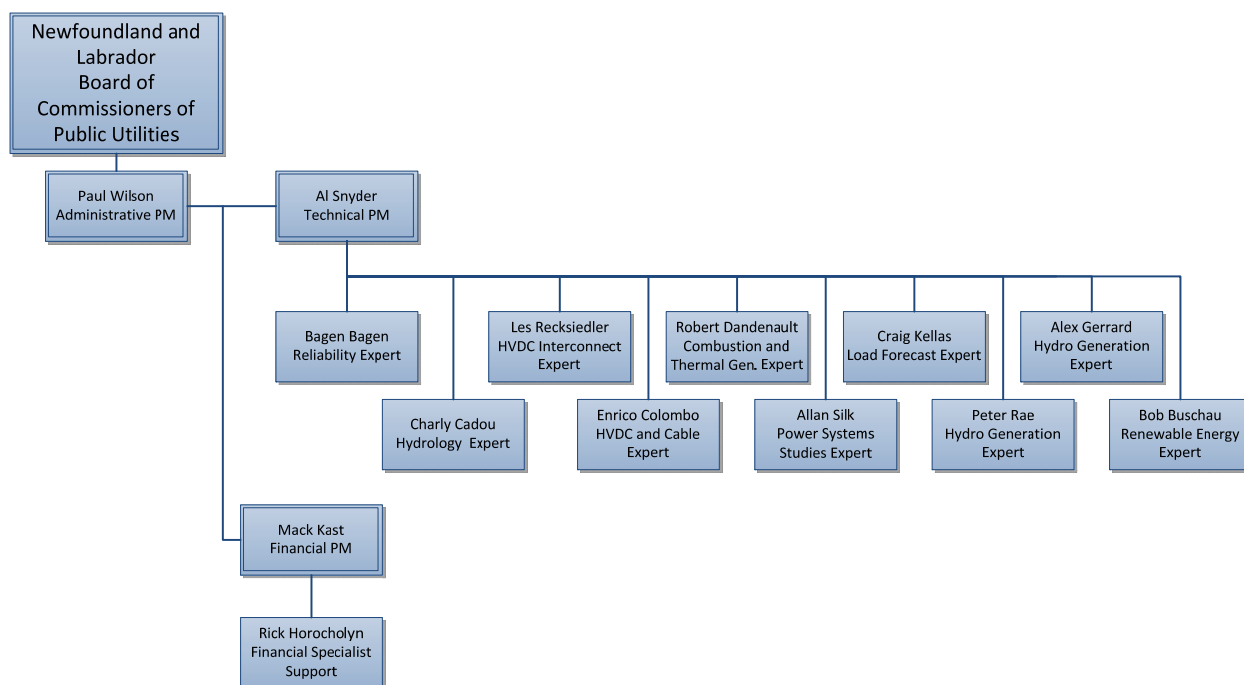 Newfoundland and
Labrador
Board of
Commissioners of
Public Utilities
Paul Wilson
Administrative PM
Al Snyder
Technical PM
Bagen Bagen
Reliability Expert
Les Recksiedler
HVDC Interconnect
Expert
Robert Dandenault
Combustion and
Thermal Gen. Expert
Craig Kellas
Load Forecast Expert
Alex Gerrard
Hydro Generation
Expert
Charly Cadou
Hydrology Expert
Enrico Colombo
HVDC and Cable
Expert
Allan Silk
Power Systems
Studies Expert
Peter Rae
Hydro Generation
Expert
Bob Buschau
Renewable Energy
Expert
Mack Kast
Financial PM
Rick Horocholyn
Financial Specialist
Support